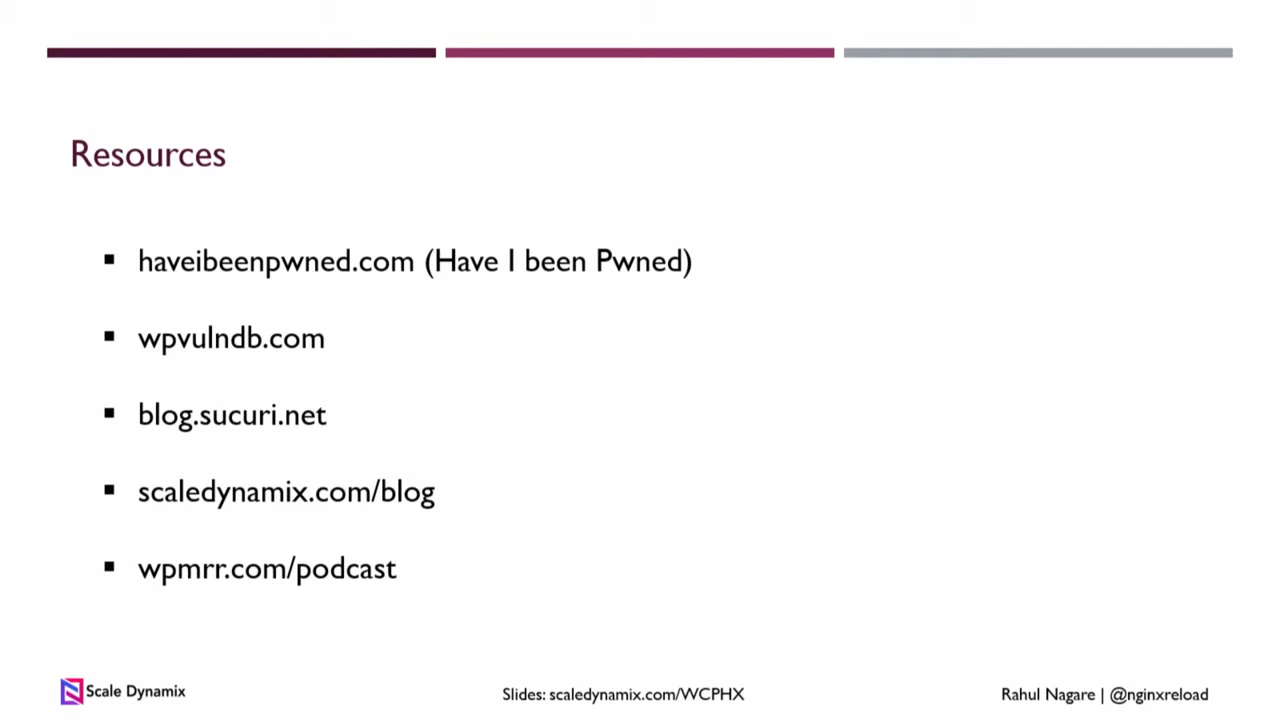 Resources
▪ haveibeenpwned.com (Have I been Pwned)
▪ wpvulndb.com
▪ blog.sucuri.net
▪ scaledynamix.com/blog
▪ wpmrr.com/podcast
Scale Dynamix
Slides: scaledynamix.com/WCPHX
Rahul Nagare | @nginxreload